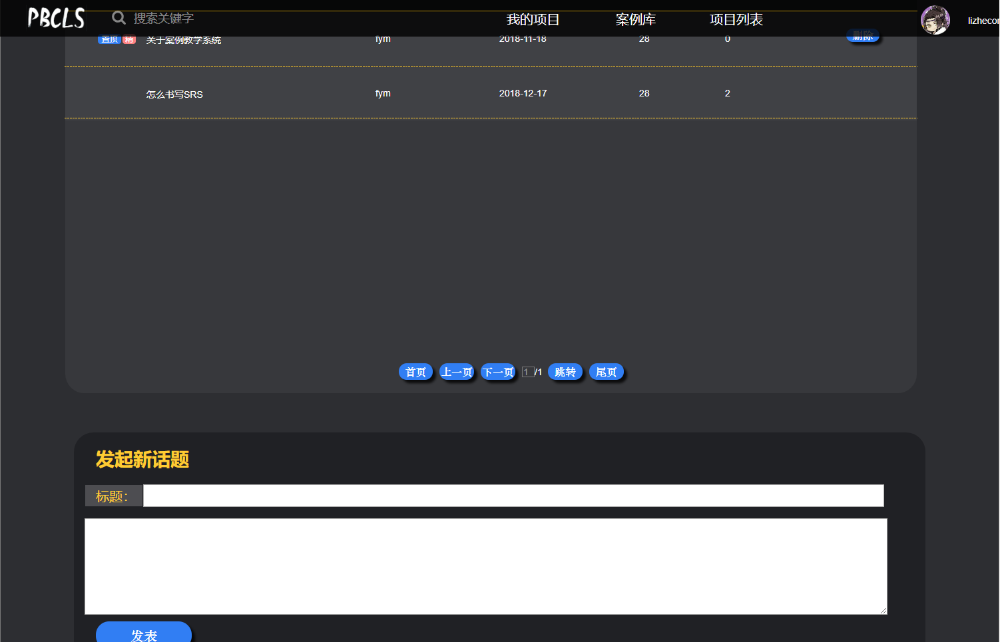 PBCLS 搜索关键字 我的项目 案例库 项目列表 lizhecor
置顶 精 关于案例教学系统 fym 2018-11-18 28 0 删除
怎么书写SRS fym 2018-12-17 28 2
首页 上一页 下一页 1/1 跳转 尾页
发起新话题
标题：
发表